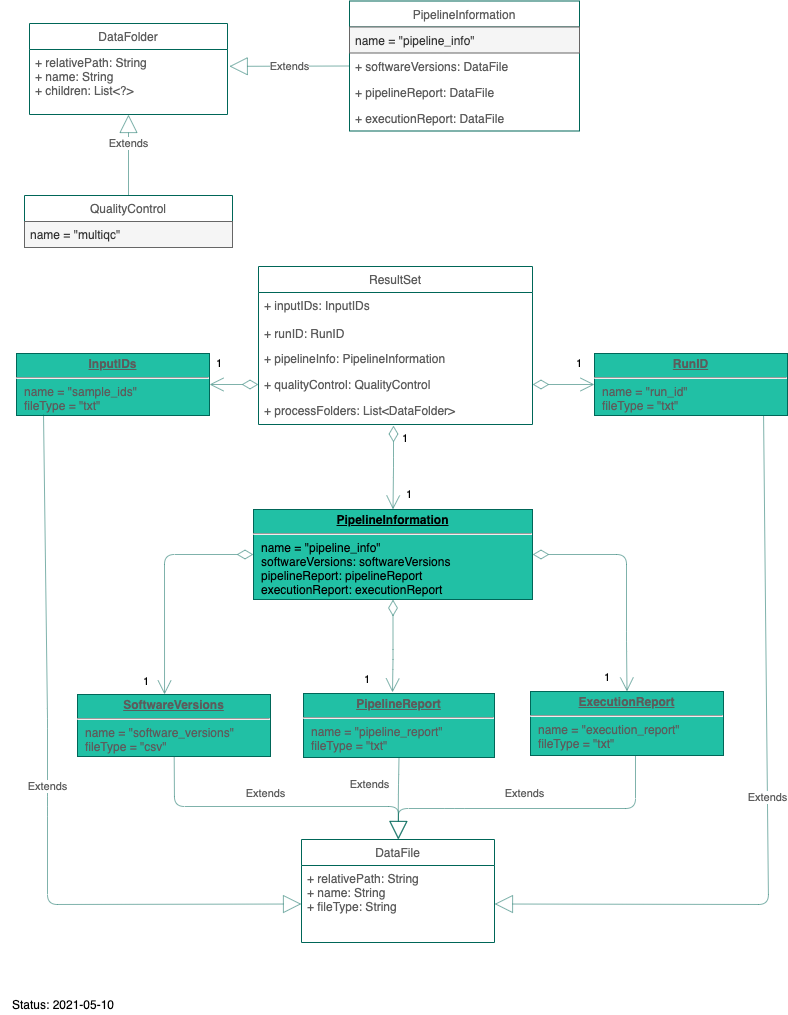 PipelineInformation
name = "pipeline_info"
+ softwareVersions: DataFile
+ pipelineReport: DataFile
+ executionReport: DataFile
DataFolder
+ relativePath: String
+ name: String
+ children: List<?>
Extends
Extends
QualityControl
name = "multiqc"
ResultSet
+ inputIDs: InputIDs
+ runID: RunID
+ pipelineInfo: PipelineInformation
+ qualityControl: QualityControl
+ processFolders: List<DataFolder>
InputIDs
name = "sample_ids"
fileType = "txt"
1
1
RunID
name = "run_id"
fileType = "txt"
1
1
PipelineInformation
name = "pipeline_info"
softwareVersions: softwareVersions
pipelineReport: pipelineReport
executionReport: executionReport
1
1
1
SoftwareVersions
name = "software_versions"
fileType = "csv"
PipelineReport
name = "pipeline_report"
fileType = "txt"
ExecutionReport
name = "execution_report"
fileType = "txt"
Extends
Extends
Extends
Extends
Extends
DataFile
+ relativePath: String
+ name: String
+ fileType: String
Status: 2021-05-10